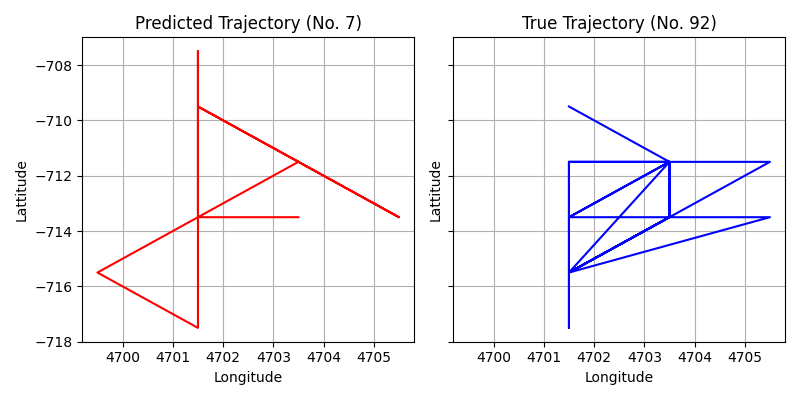 Predicted Trajectory (No. 7)
True Trajectory (No. 92)
−708
−710
−712
−714
−716
−718
Lattitude
Lattitude
4700 4701 4702 4703 4704 4705
4700 4701 4702 4703 4704 4705
Longitude
Longitude